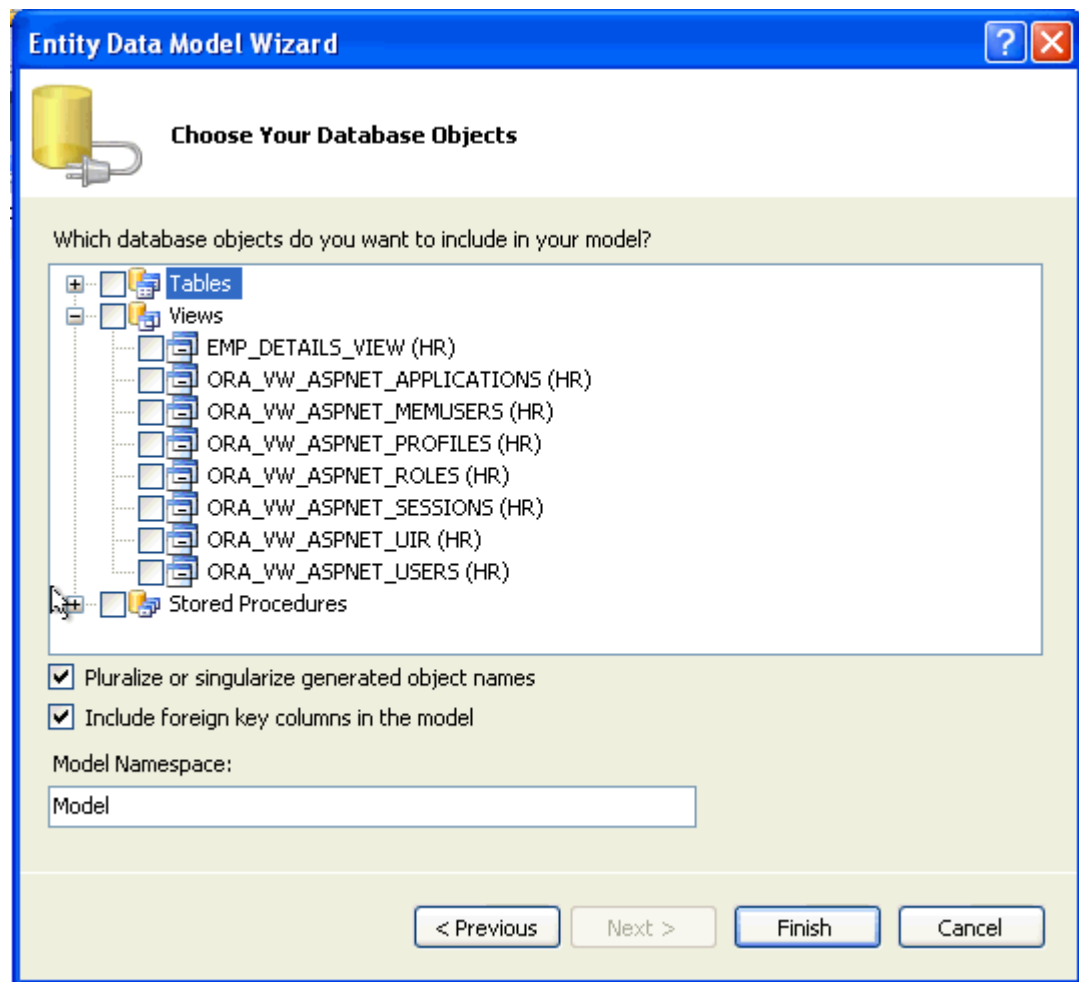 Entity Data Model Wizard
Choose Your Database Objects
Which database objects do you want to include in your model?
Tables
Views
EMP_DETAILS_VIEW (HR)
ORA_VW_ASPNET_APPLICATIONS (HR)
ORA_VW_ASPNET_MEMUSERS (HR)
ORA_VW_ASPNET_PROFILES (HR)
ORA_VW_ASPNET_ROLES (HR)
ORA_VW_ASPNET_SESSIONS (HR)
ORA_VW_ASPNET_UIR (HR)
ORA_VW_ASPNET_USERS (HR)
Stored Procedures
Pluralize or singularize generated object names
Include foreign key columns in the model
Model Namespace:
Model
< Previous Next > Finish Cancel